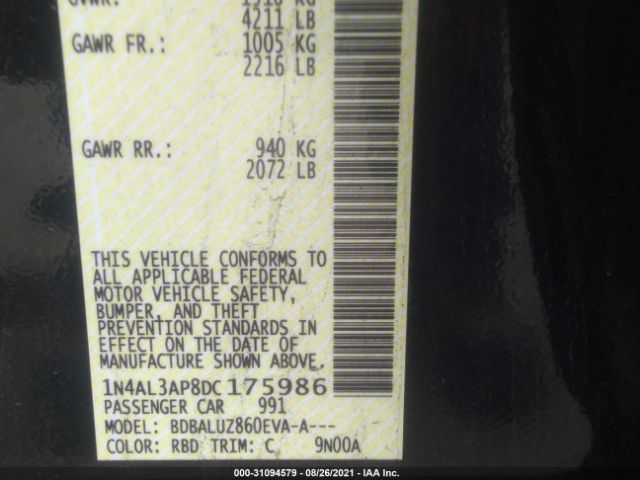 4211 LB
GAWR FR.: 1005 KG
2216 LB
GAWR RR.: 940 KG
2072 LB
THIS VEHICLE CONFORMS TO
ALL APPLICABLE FEDERAL
MOTOR VEHICLE SAFETY,
BUMPER, AND THEFT
PREVENTION STANDARDS IN
EFFECT ON THE DATE OF
MANUFACTURE SHOWN ABOVE.
1N4AL3AP8DC175986
PASSENGER CAR 991
MODEL: BDBALUZ860EVA-A---
COLOR: RBD TRIM: C 9N00A
000-31094579 - 08/26/2021 - IAA Inc.